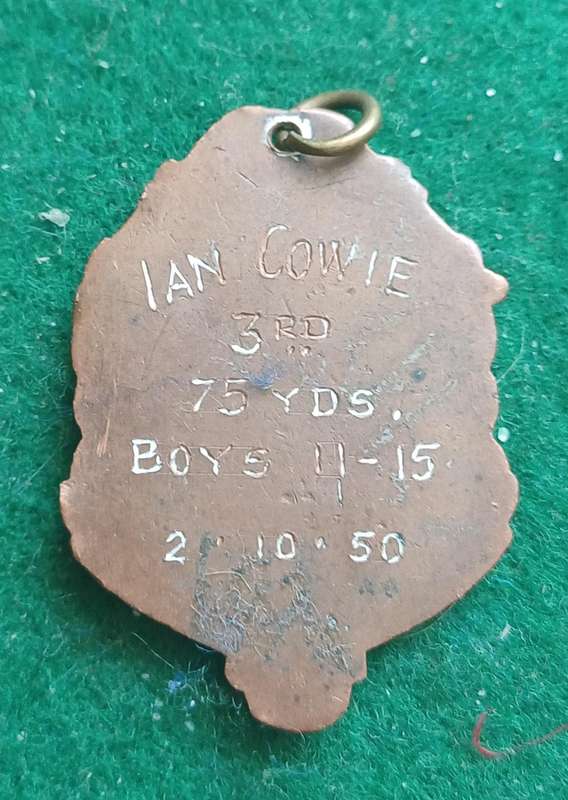 IAN COWIE
3RD
75 YDS.
BOYS 11-15
2.10.50